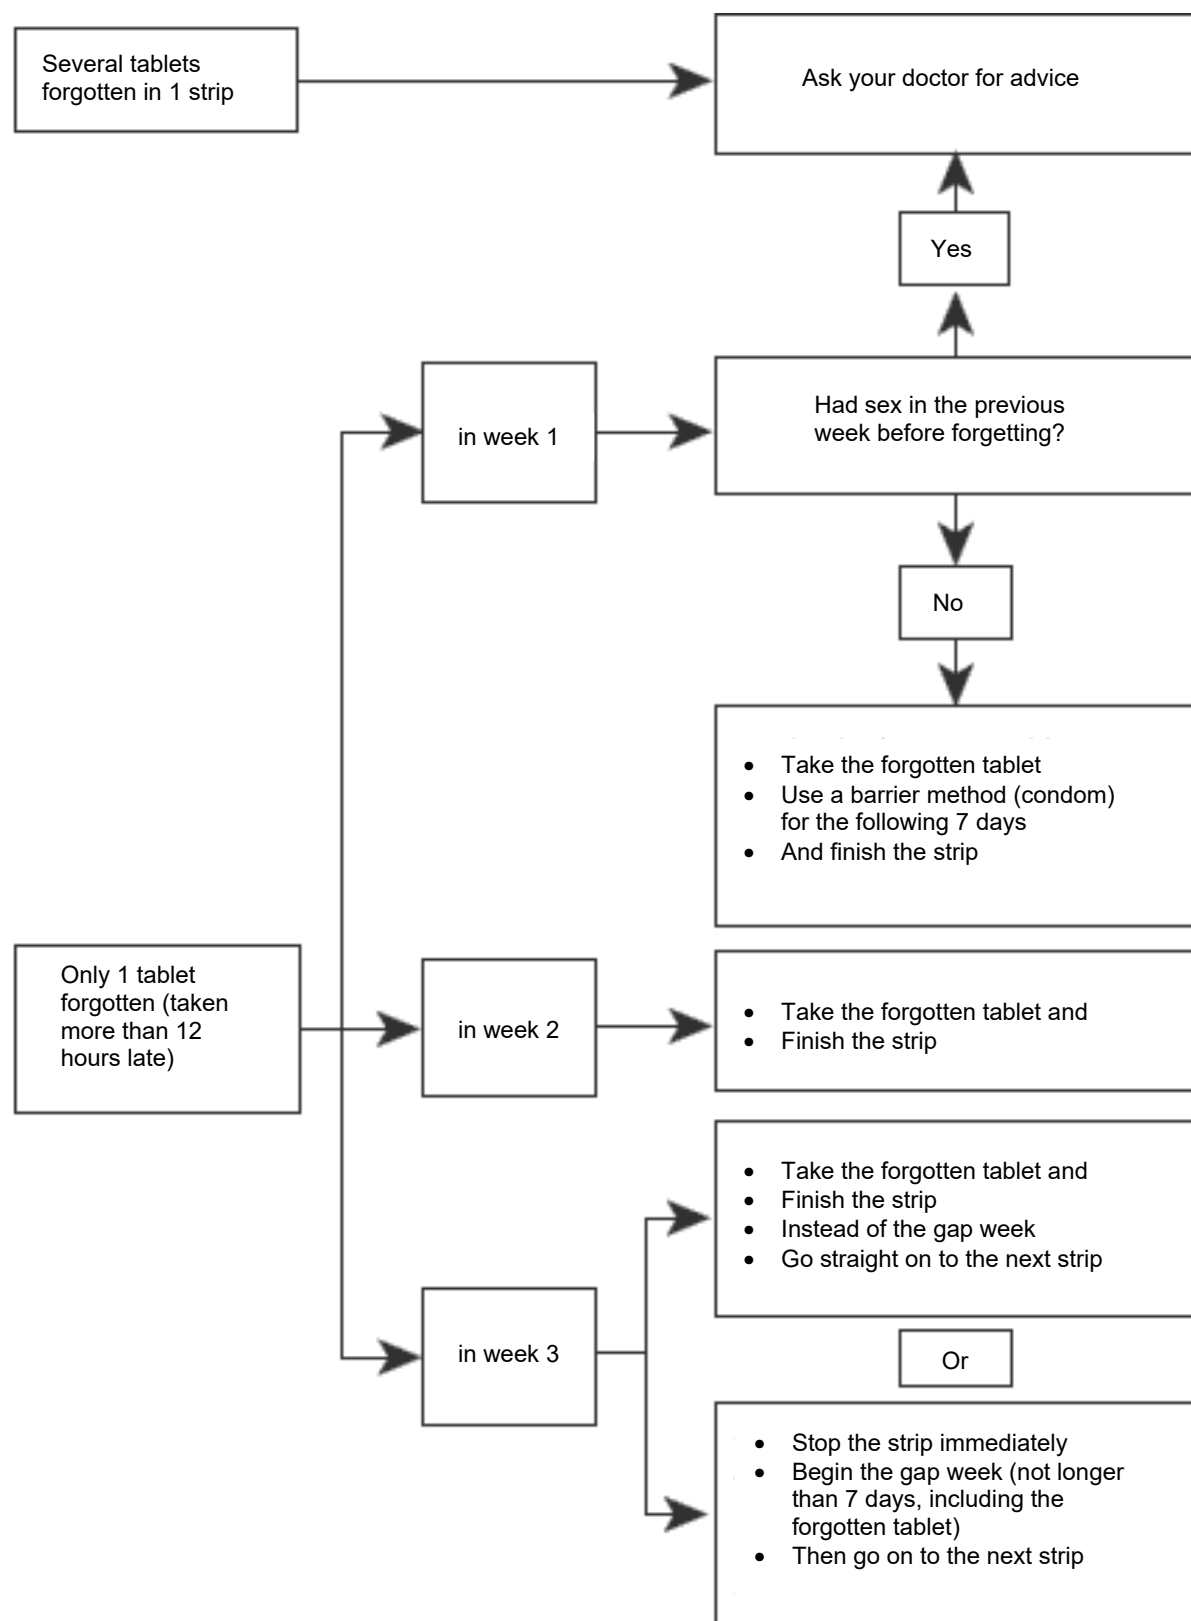 Several tablets
forgotten in 1 strip
Ask your doctor for advice
Yes
in week 1
Had sex in the previous
week before forgetting?
No
• Take the forgotten tablet
• Use a barrier method (condom)
for the following 7 days
• And finish the strip
Only 1 tablet
forgotten (taken
more than 12
hours late)
in week 2
• Take the forgotten tablet and
• Finish the strip
in week 3
• Take the forgotten tablet and
• Finish the strip
• Instead of the gap week
• Go straight on to the next strip
Or
• Stop the strip immediately
• Begin the gap week (not longer
than 7 days, including the
forgotten tablet)
• Then go on to the next strip